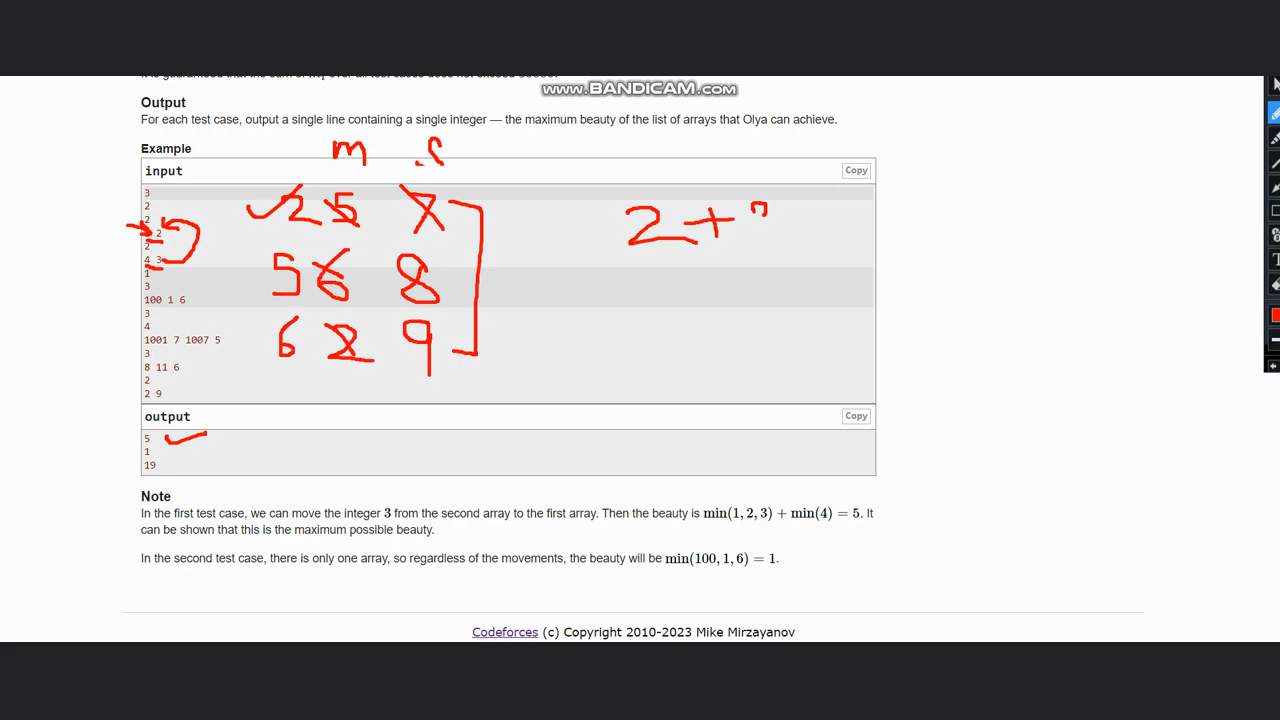 www.BANDICAM.com
Output
For each test case, output a single line containing a single integer — the maximum beauty of the list of arrays that Olya can achieve.
Example
m
input
Copy
3
2
2
2
2
4 3
1
3
100 1 6
3
4
1001 7 1007 5
3
8 11 6
2
2 9
2 5 7
5 6 8
6 2 9
2 +
output
Copy
5
1
19
Note
In the first test case, we can move the integer 3 from the second array to the first array. Then the beauty is min(1, 2, 3) + min(4) = 5. It
can be shown that this is the maximum possible beauty.
In the second test case, there is only one array, so regardless of the movements, the beauty will be min(100, 1, 6) = 1.
Codeforces (c) Copyright 2010-2023 Mike Mirzayanov